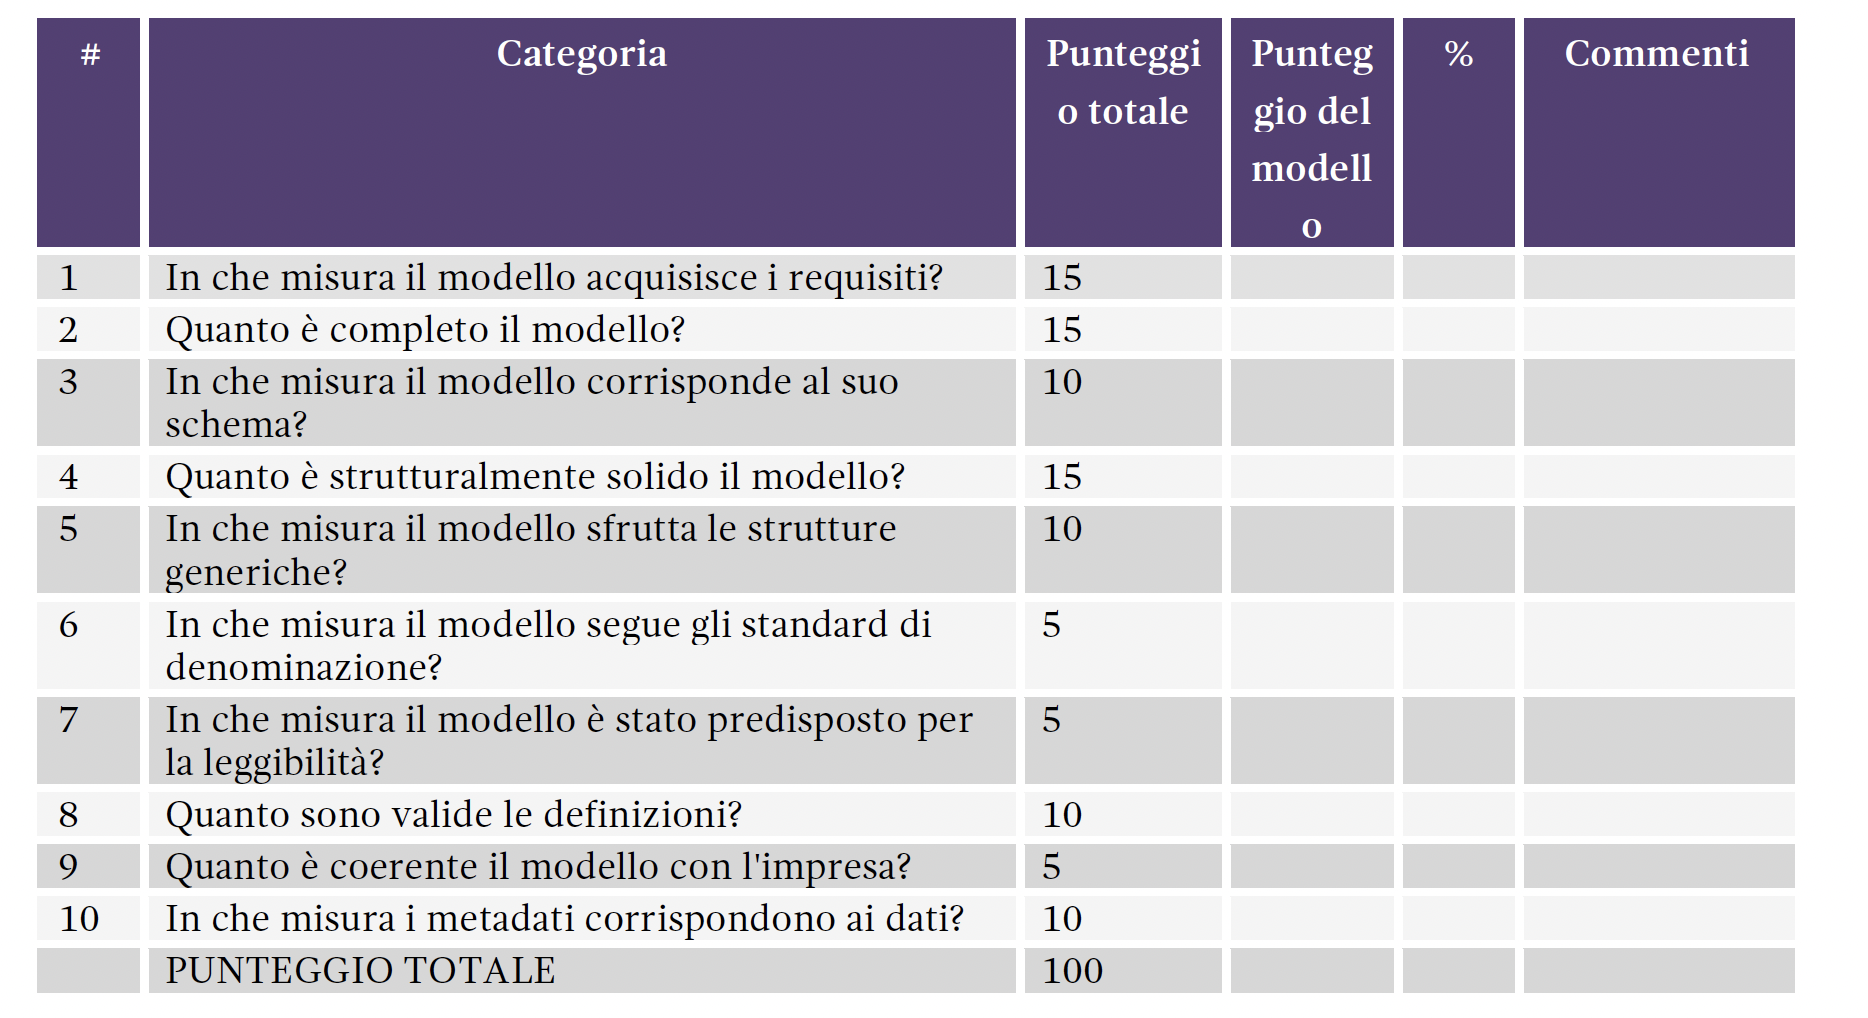 # Categoria Punteggi Punteg % Commenti
o totale gio del
modell
o
1 In che misura il modello acquisisce i requisiti? 15
2 Quanto è completo il modello? 15
3 In che misura il modello corrisponde al suo 10
schema?
4 Quanto è strutturalmente solido il modello? 15
5 In che misura il modello sfrutta le strutture 10
generiche?
6 In che misura il modello segue gli standard di 5
denominazione?
7 In che misura il modello è stato predisposto per 5
la leggibilità?
8 Quanto sono valide le definizioni? 10
9 Quanto è coerente il modello con l'impresa? 5
10 In che misura i metadati corrispondono ai dati? 10
PUNTEGGIO TOTALE 100